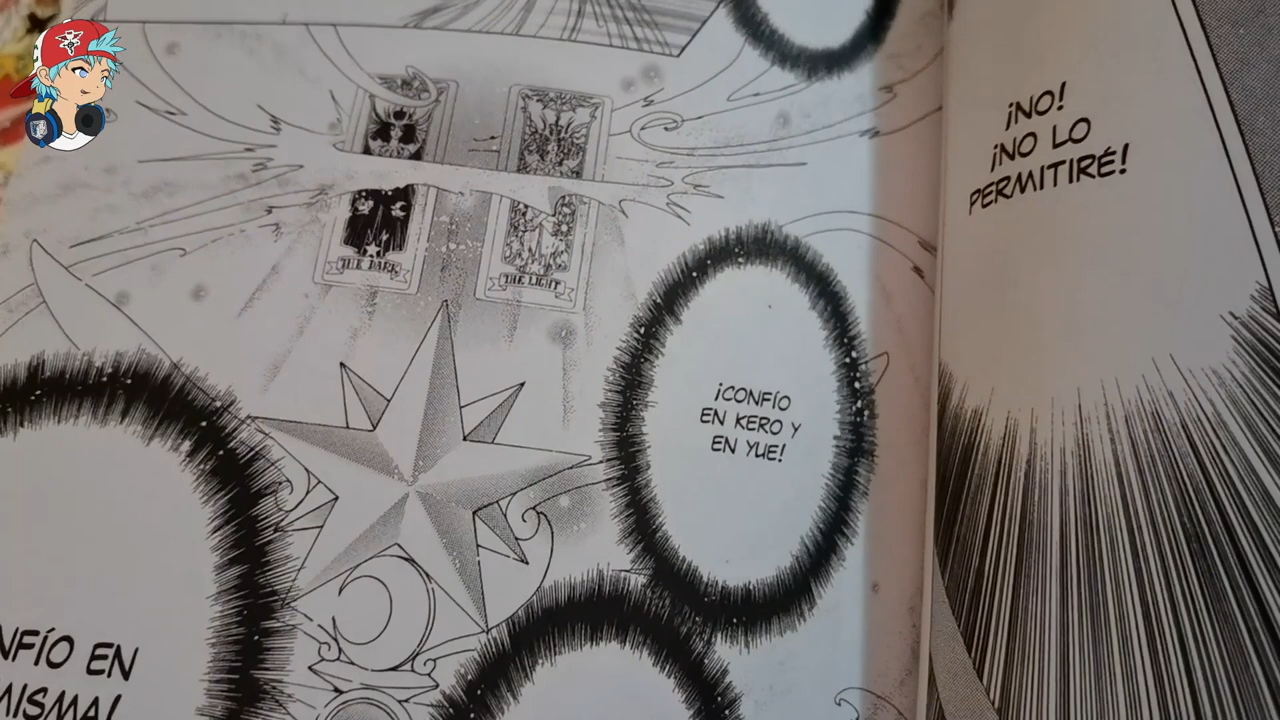 ¡NO!
¡NO LO
PERMITIRÉ!
THE DARK
THE LIGHT
¡CONFÍO
EN KERO Y
EN YUE!
NFÍO EN
MISMA!